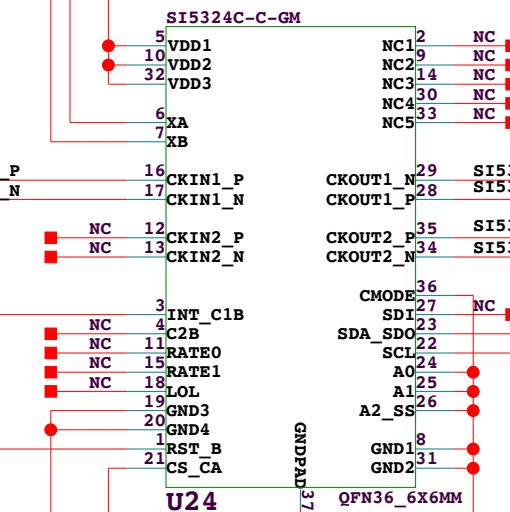 SI5324C-C-GM
5 VDD1 NC1 2 NC
10 VDD2 NC2 9 NC
32 VDD3 NC3 14 NC
NC4 30 NC
6 XA NC5 33 NC
7 XB
_P 16 CKIN1_P CKOUT1_N 29 SI53
_N 17 CKIN1_N CKOUT1_P 28 SI53
NC 12 CKIN2_P CKOUT2_P 35 SI53
NC 13 CKIN2_N CKOUT2_N 34 SI53
CMODE 36
3 INT_C1B SDI 27 NC
NC 4 C2B SDA_SDO 23
NC 11 RATE0 SCL 22
NC 15 RATE1 A0 24
NC 18 LOL A1 25
19 GND3 A2_SS 26
20 GND4
1 RST_B GND1 8
21 CS_CA GND2 31
GNDPAD 37
U24 QFN36_6X6MM